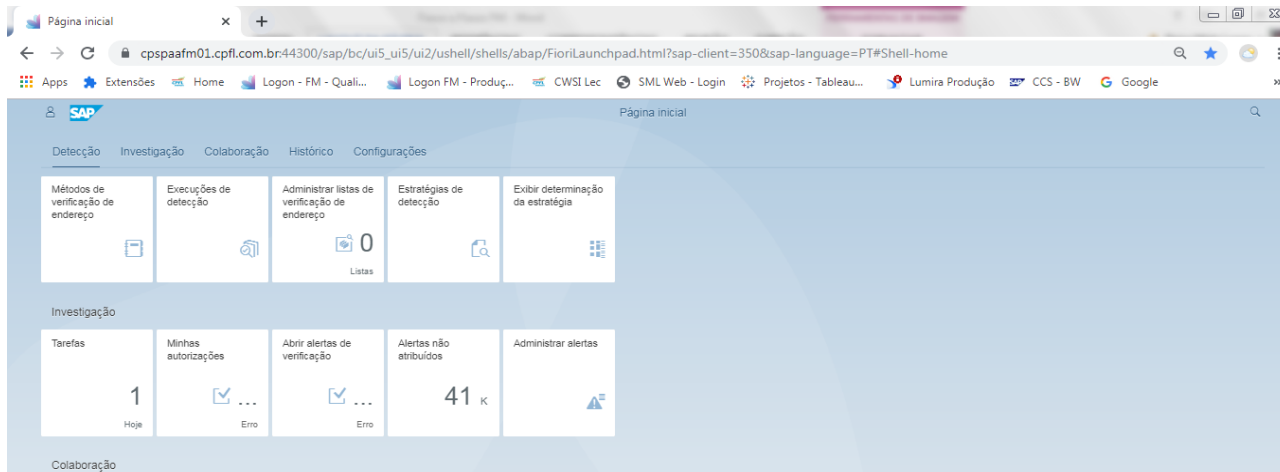 Página inicial
cpspaafm01.cpfl.com.br:44300/sap/bc/ui5_ui5/ui2/ushell/shells/abap/FioriLaunchpad.html?sap-client=350&sap-language=PT#Shell-home
Apps Extensões Home Logon - FM - Quali... Logon FM - Produç... CWSI Lec SML Web - Login Projetos - Tableau... Lumira Produção CCS - BW Google
SAP Página inicial
Detecção Investigação Colaboração Histórico Configurações
Métodos de
verificação de
endereço
Execuções de
detecção
Administrar listas de
verificação de
endereço
0
Listas
Estratégias de
detecção
Exibir determinação
da estratégia
Investigação
Tarefas
1
Hoje
Minhas
autorizações
...
Erro
Abrir alertas de
verificação
...
Erro
Alertas não
atribuídos
41 K
Administrar alertas
Colaboração